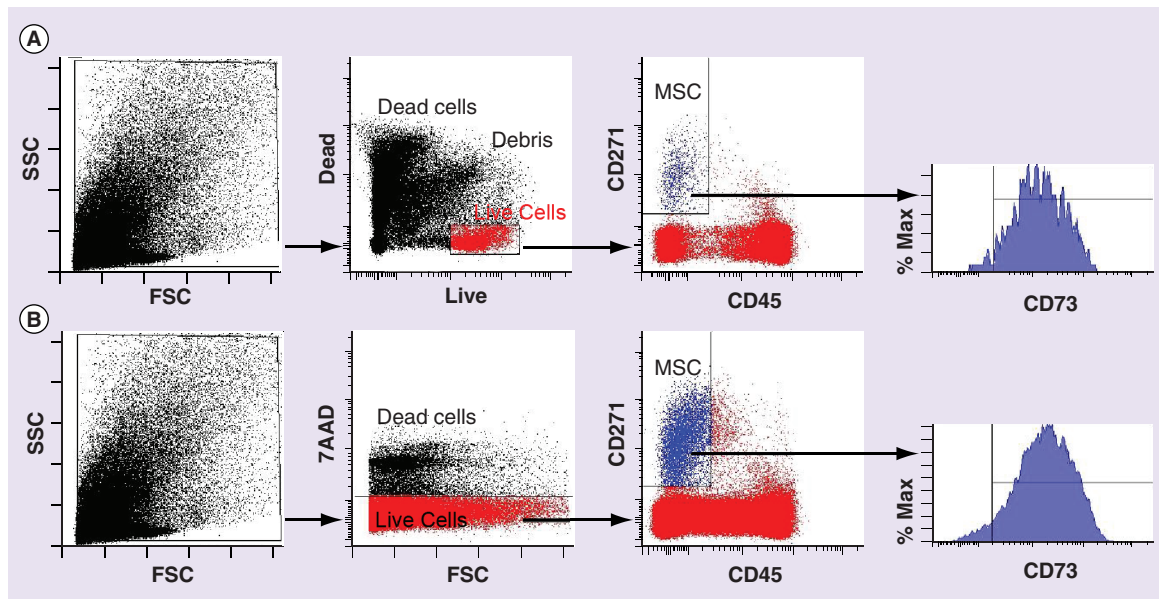 A
SSC
FSC
Dead
Dead cells
Debris
Live Cells
Live
CD271
MSC
CD45
% Max
CD73
B
SSC
FSC
7AAD
Dead cells
Live Cells
FSC
CD271
MSC
CD45
% Max
CD73